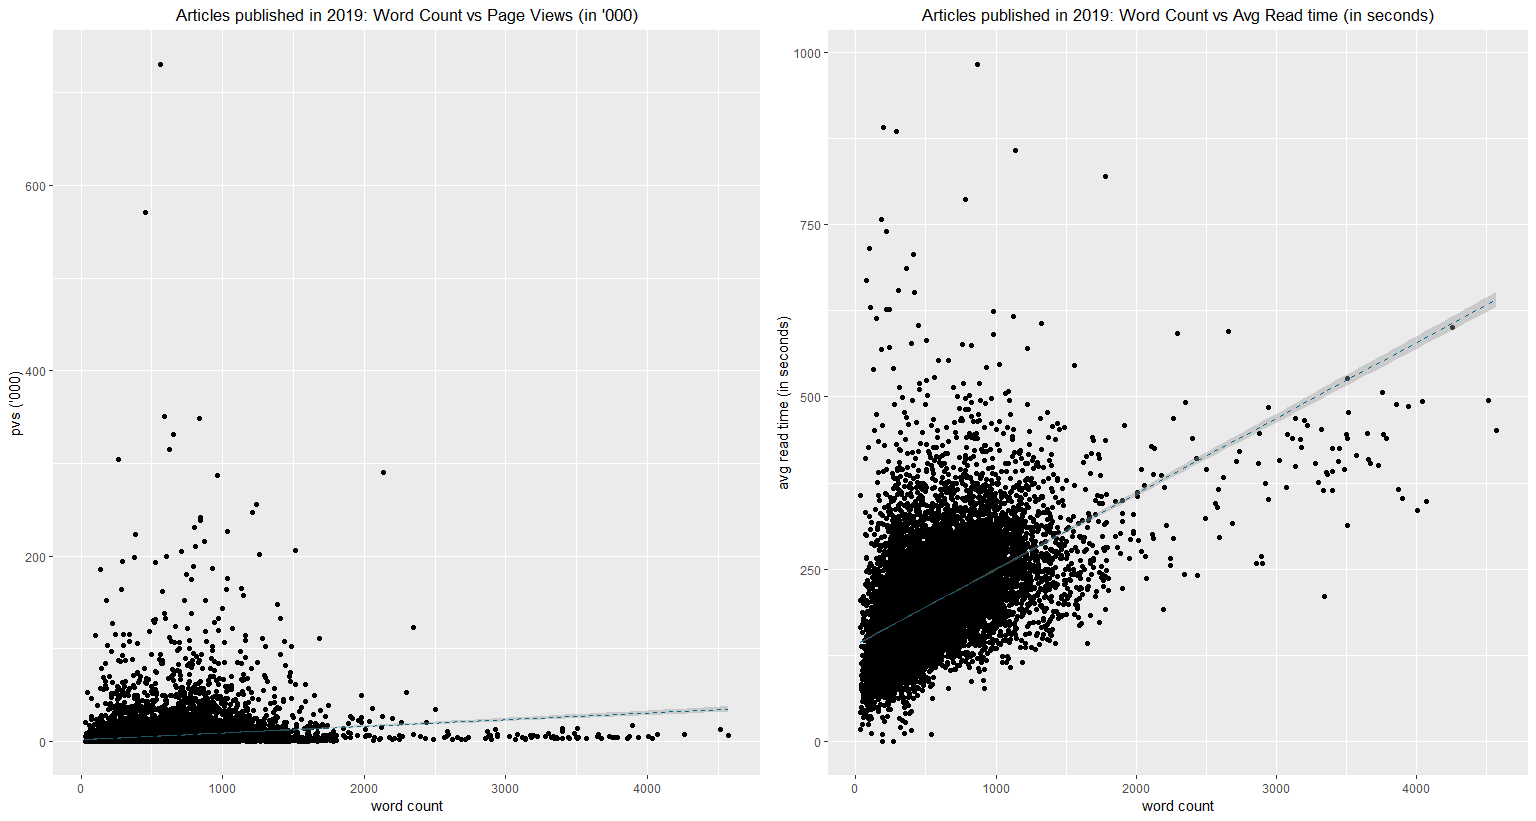 Articles published in 2019: Word Count vs Page Views (in '000)
pvs ('000)
600
400
200
0
0 1000 2000 3000 4000
word count
Articles published in 2019: Word Count vs Avg Read time (in seconds)
avg read time (in seconds)
1000
750
500
250
0
0 1000 2000 3000 4000
word count